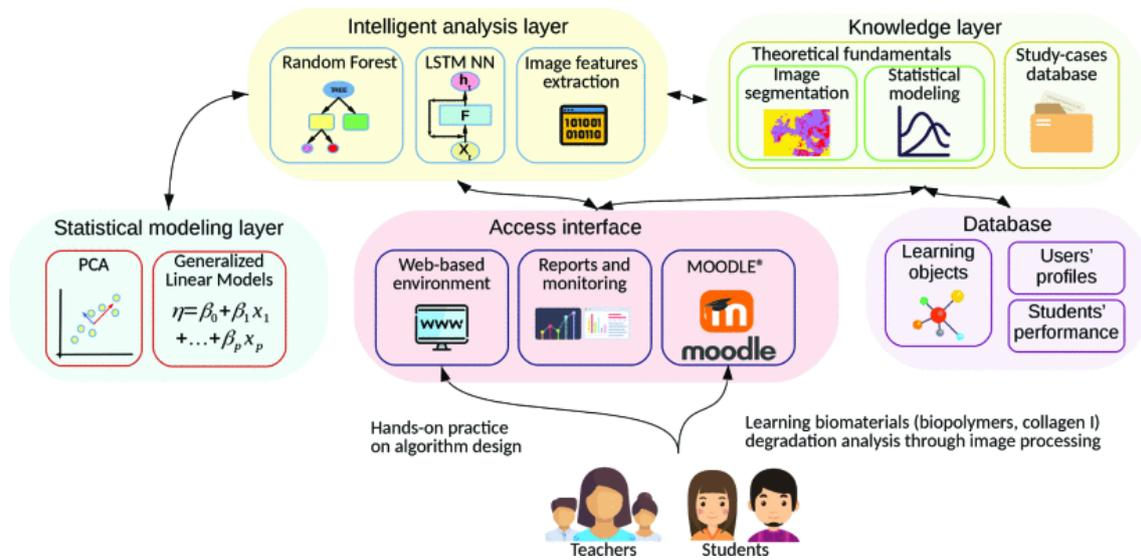 Intelligent analysis layer
Random Forest
TREE
LSTM NN
h_t
F
X_t
Image features
extraction
101001
010110
Knowledge layer
Theoretical fundamentals
Image
segmentation
Statistical
modeling
Study-cases
database
Statistical modeling layer
PCA
Generalized
Linear Models
η=β₀+β₁x₁
+...+βₚxₚ
Access interface
Web-based
environment
www
Reports and
monitoring
MOODLE®
m
moodle
Database
Learning
objects
Users'
profiles
Students'
performance
Hands-on practice
on algorithm design
Learning biomaterials (biopolymers, collagen I)
degradation analysis through image processing
Teachers
Students